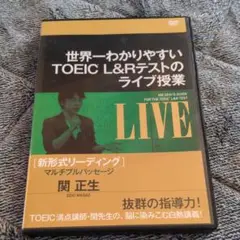 世界一わかりやすい
TOEIC L&Rテストの
ライブ授業
LIVE
[新形式リーディング]
マルチプルパッセージ
関 正生
抜群の指導力!
TOEIC満点講師・関先生の、脳に染みこむ白熱講義!